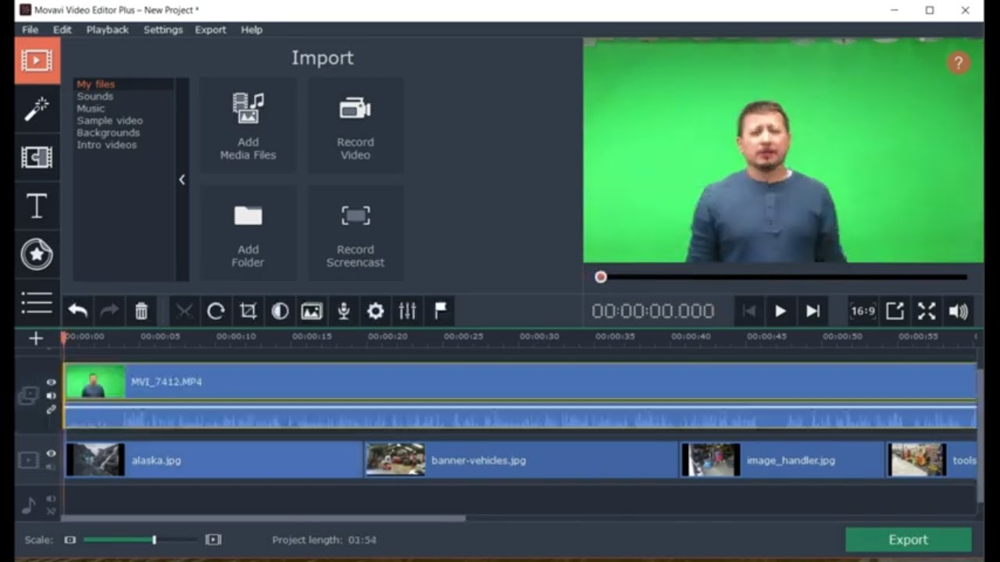 Movavi Video Editor Plus – New Project *
File Edit Playback Settings Export Help
Import
My files
Sounds
Music
Sample video
Backgrounds
Intro videos
Add
Media Files
Record
Video
Add
Folder
Record
Screencast
?
T
00:00:00.000
16:9
00:00:00 00:00:05 00:00:10 00:00:15 00:00:20 00:00:25 00:00:30 00:00:35 00:00:40 00:00:45 00:00:50 00:00:55
MVI_7412.MP4
alaska.jpg banner-vehicles.jpg image_handler.jpg tools
Scale: Project length: 01:54
Export